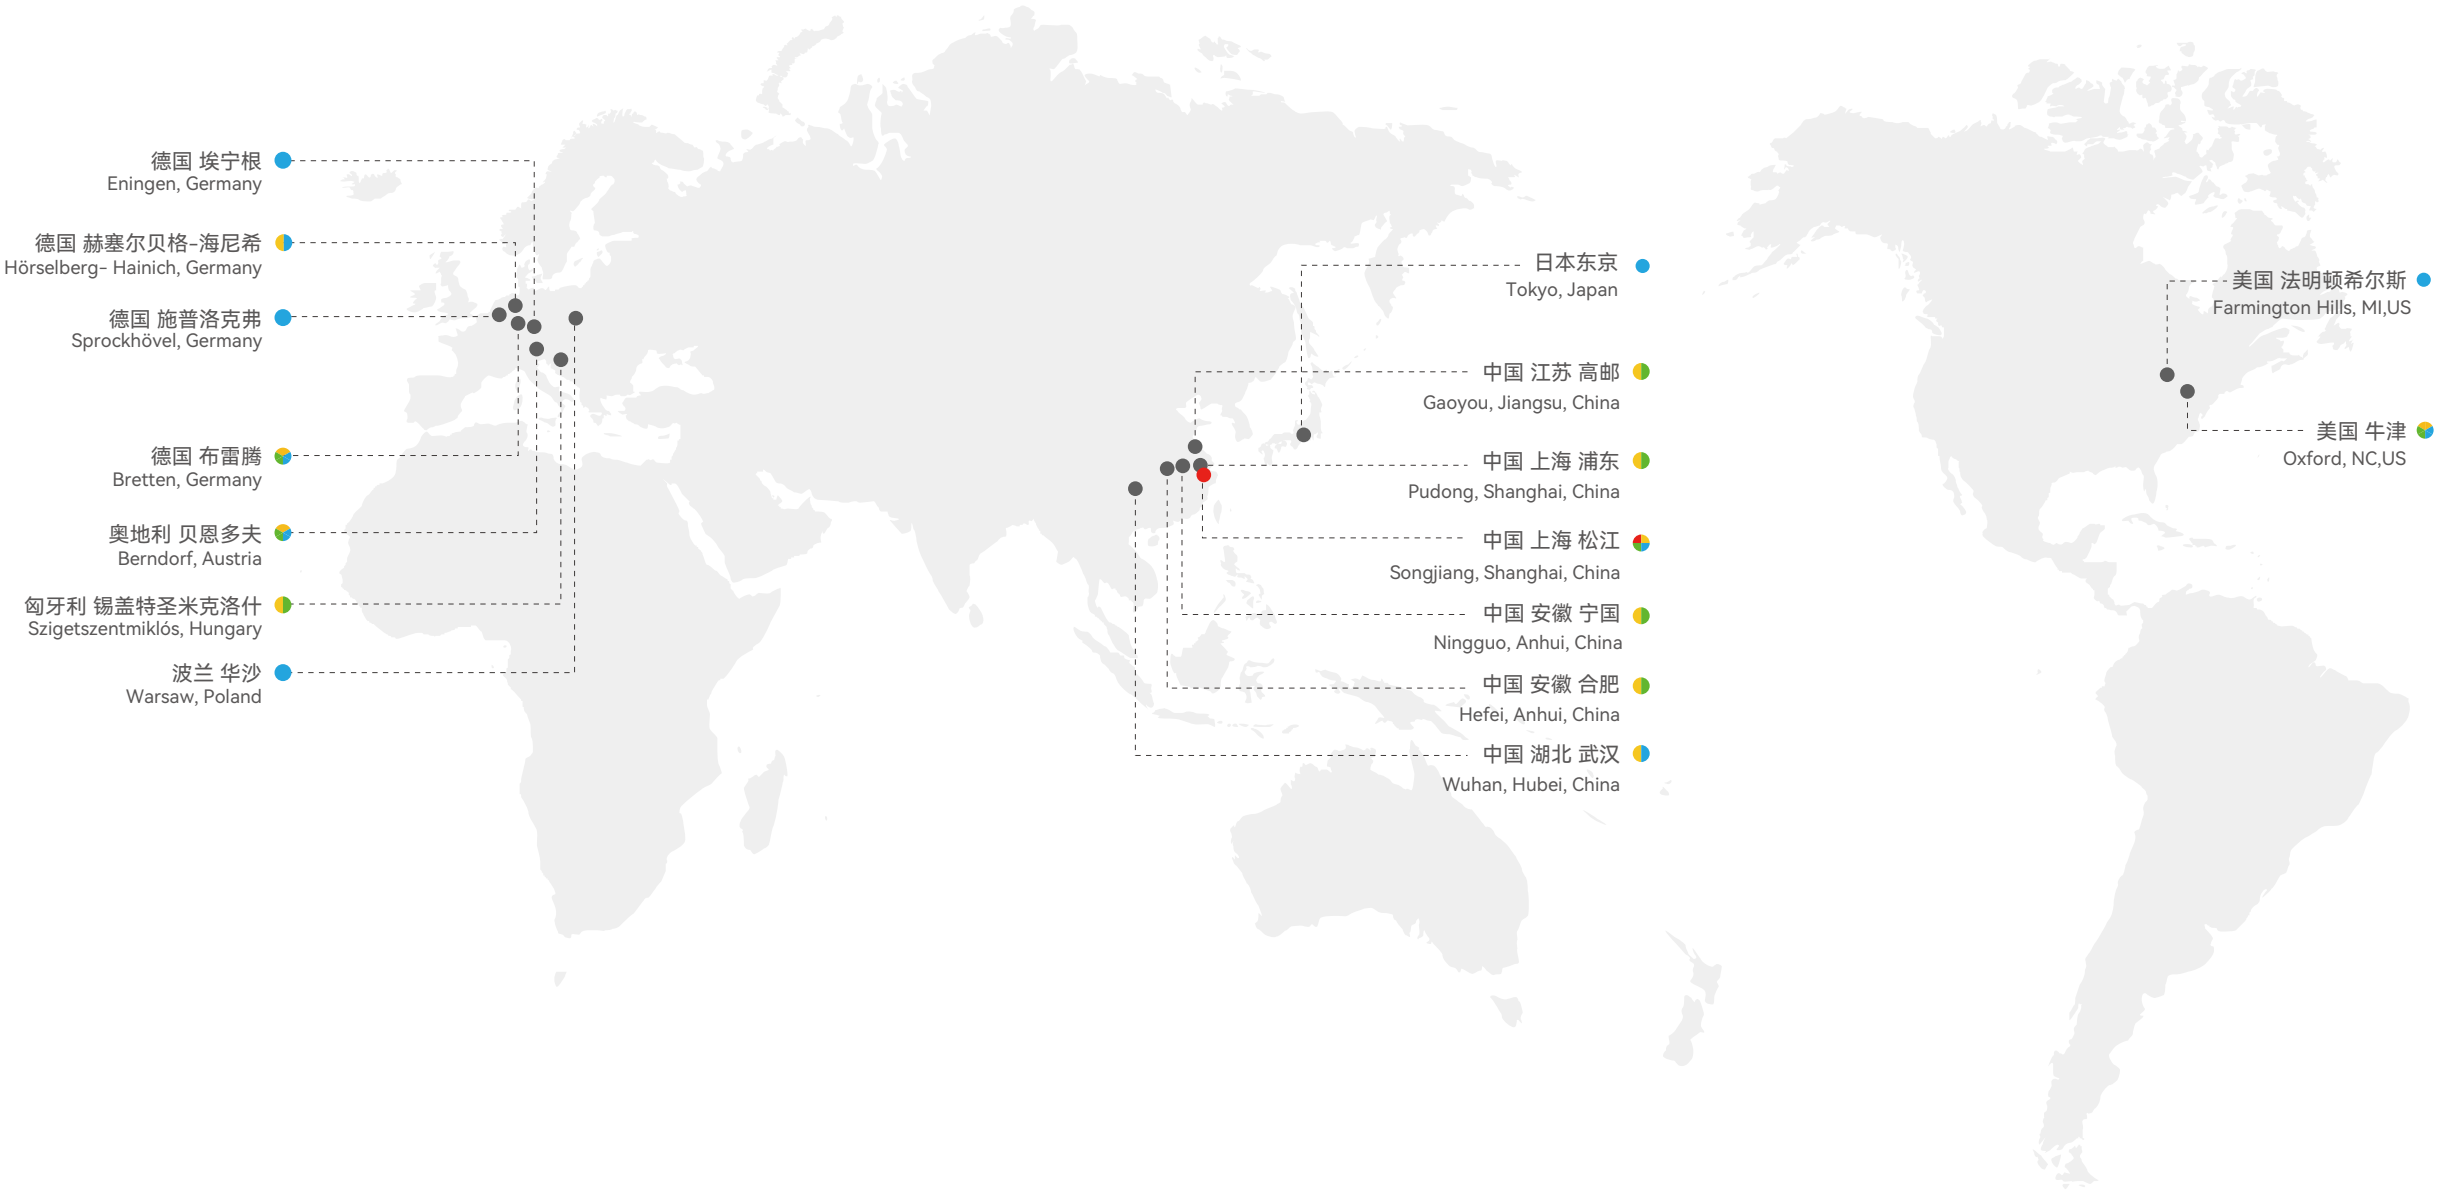 德国 埃宁根
Eningen, Germany
德国 赫塞尔贝格-海尼希
Hörselberg- Hainich, Germany
德国 施普洛克弗
Sprockhövel, Germany
德国 布雷腾
Bretten, Germany
奥地利 贝恩多夫
Berndorf, Austria
匈牙利 锡盖特圣米克洛什
Szigetszentmiklós, Hungary
波兰 华沙
Warsaw, Poland
日本东京
Tokyo, Japan
中国 江苏 高邮
Gaoyou, Jiangsu, China
中国 上海 浦东
Pudong, Shanghai, China
中国 上海 松江
Songjiang, Shanghai, China
中国 安徽 宁国
Ningguo, Anhui, China
中国 安徽 合肥
Hefei, Anhui, China
中国 湖北 武汉
Wuhan, Hubei, China
美国 法明顿希尔斯
Farmington Hills, MI,US
美国 牛津
Oxford, NC,US